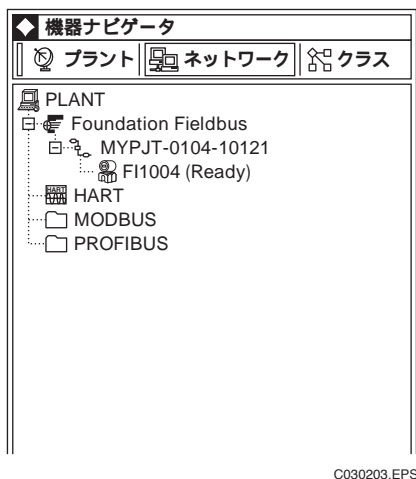 機器ナビゲータ
プラント ネットワーク クラス
PLANT
Foundation Fieldbus
MYPJT-0104-10121
FI1004 (Ready)
HART HART
MODBUS
PROFIBUS
C030203.EPS